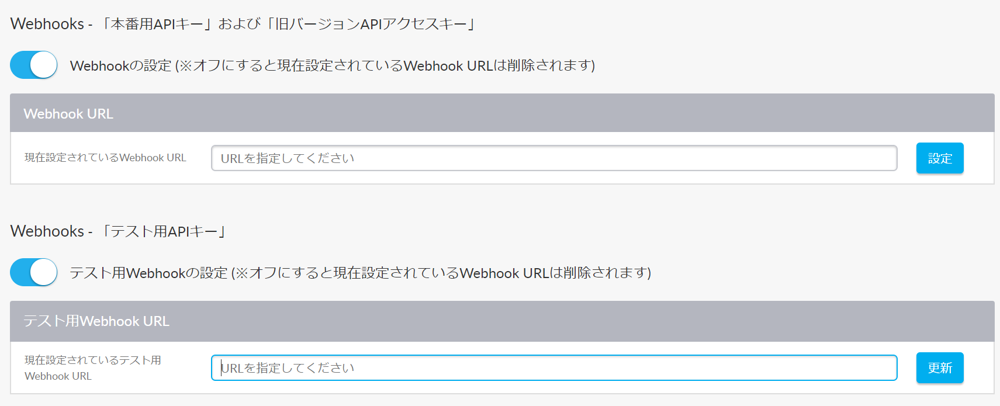 Webhooks - 「本番用APIキー」および「旧バージョンAPIアクセスキー」
Webhookの設定 (※オフにすると現在設定されているWebhook URLは削除されます)
Webhook URL
現在設定されているWebhook URL
URLを指定してください
設定
Webhooks - 「テスト用APIキー」
テスト用Webhookの設定 (※オフにすると現在設定されているWebhook URLは削除されます)
テスト用Webhook URL
現在設定されているテスト用
Webhook URL
URLを指定してください
更新